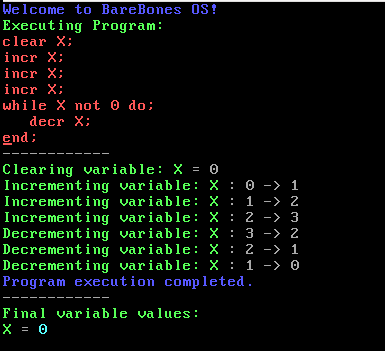 Welcome to BareBones OS!
Executing Program:
clear X;
incr X;
incr X;
incr X;
while X not 0 do;
   decr X;
end;
------------
Clearing variable: X = 0
Incrementing variable: X : 0 -> 1
Incrementing variable: X : 1 -> 2
Incrementing variable: X : 2 -> 3
Decrementing variable: X : 3 -> 2
Decrementing variable: X : 2 -> 1
Decrementing variable: X : 1 -> 0
Program execution completed.
------------
Final variable values:
X = 0